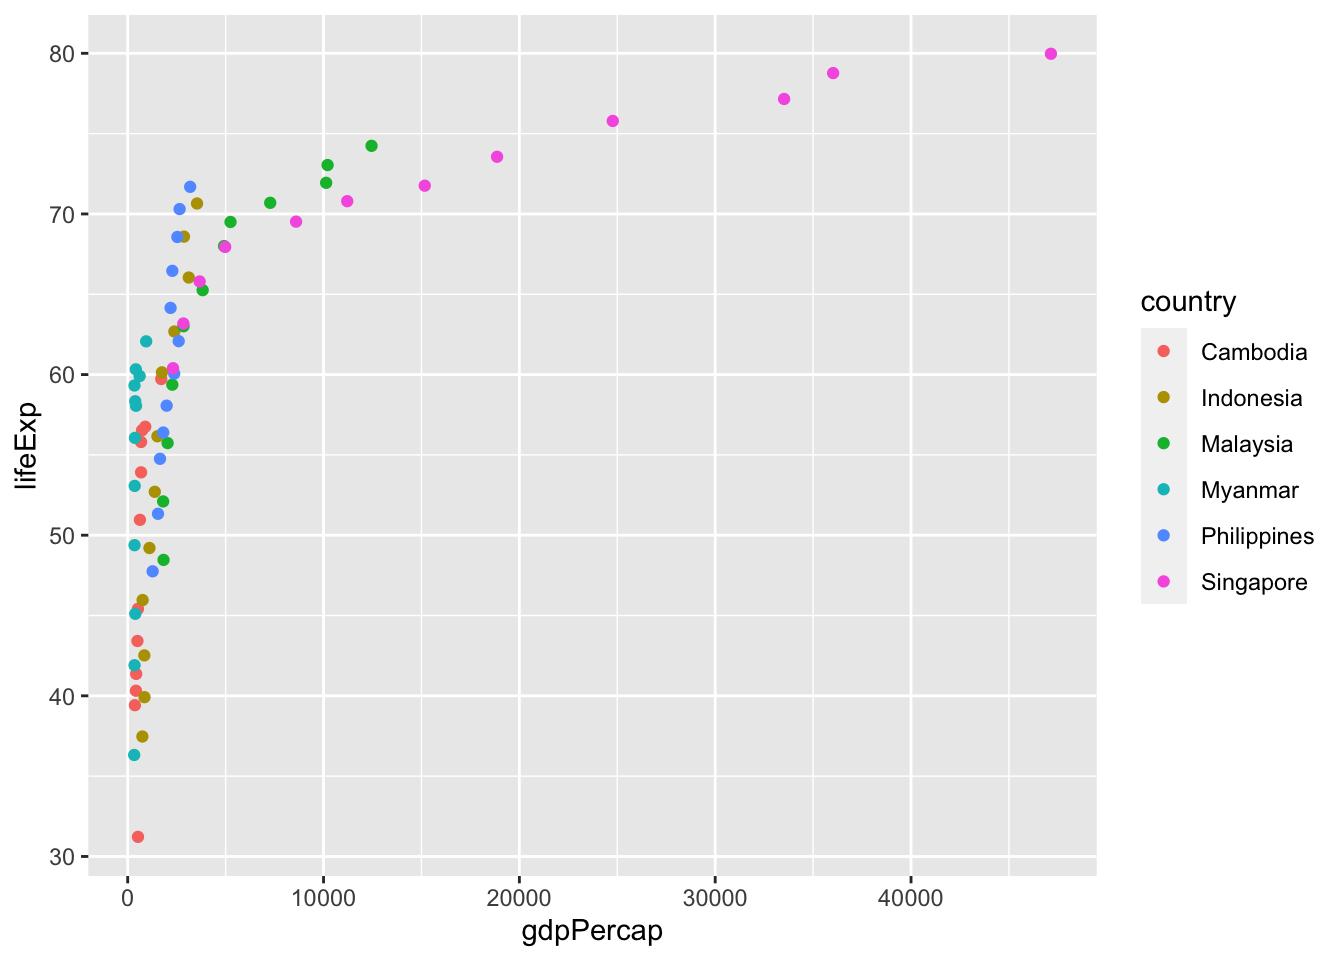 80
70
60
50
40
30
lifeExp
0 10000 20000 30000 40000
gdpPercap
country
Cambodia
Indonesia
Malaysia
Myanmar
Philippines
Singapore